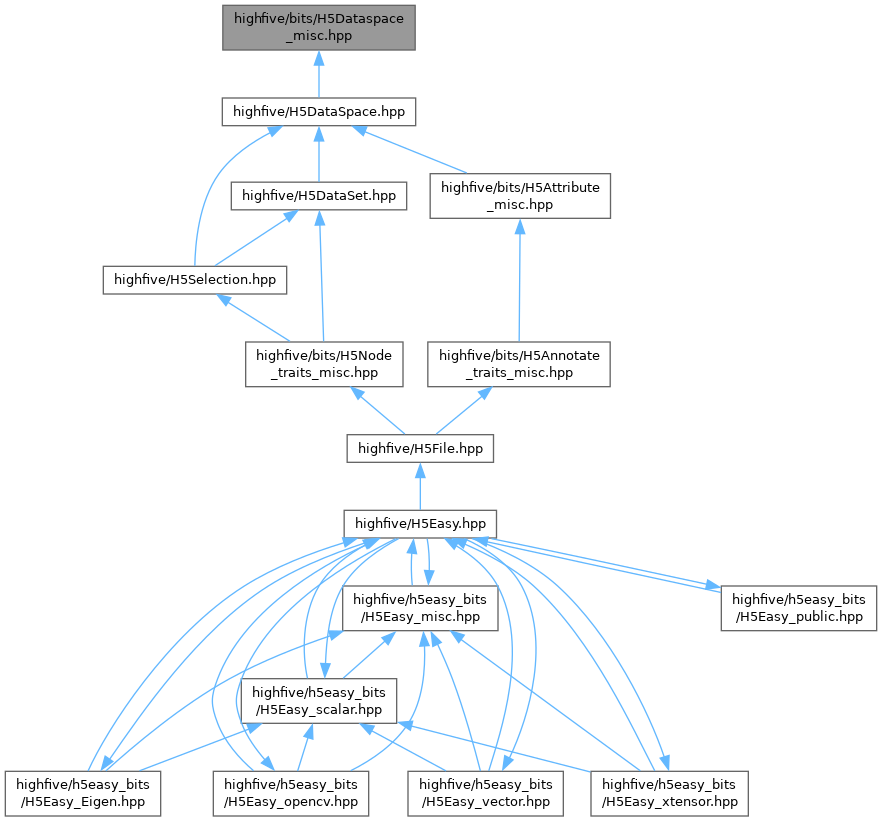 highfive/bits/H5Dataspace
_misc.hpp
highfive/H5DataSpace.hpp
highfive/H5DataSet.hpp
highfive/bits/H5Attribute
_misc.hpp
highfive/H5Selection.hpp
highfive/bits/H5Node
_traits_misc.hpp
highfive/bits/H5Annotate
_traits_misc.hpp
highfive/H5File.hpp
highfive/H5Easy.hpp
highfive/h5easy_bits
/H5Easy_misc.hpp
highfive/h5easy_bits
/H5Easy_public.hpp
highfive/h5easy_bits
/H5Easy_scalar.hpp
highfive/h5easy_bits
/H5Easy_Eigen.hpp
highfive/h5easy_bits
/H5Easy_opencv.hpp
highfive/h5easy_bits
/H5Easy_vector.hpp
highfive/h5easy_bits
/H5Easy_xtensor.hpp